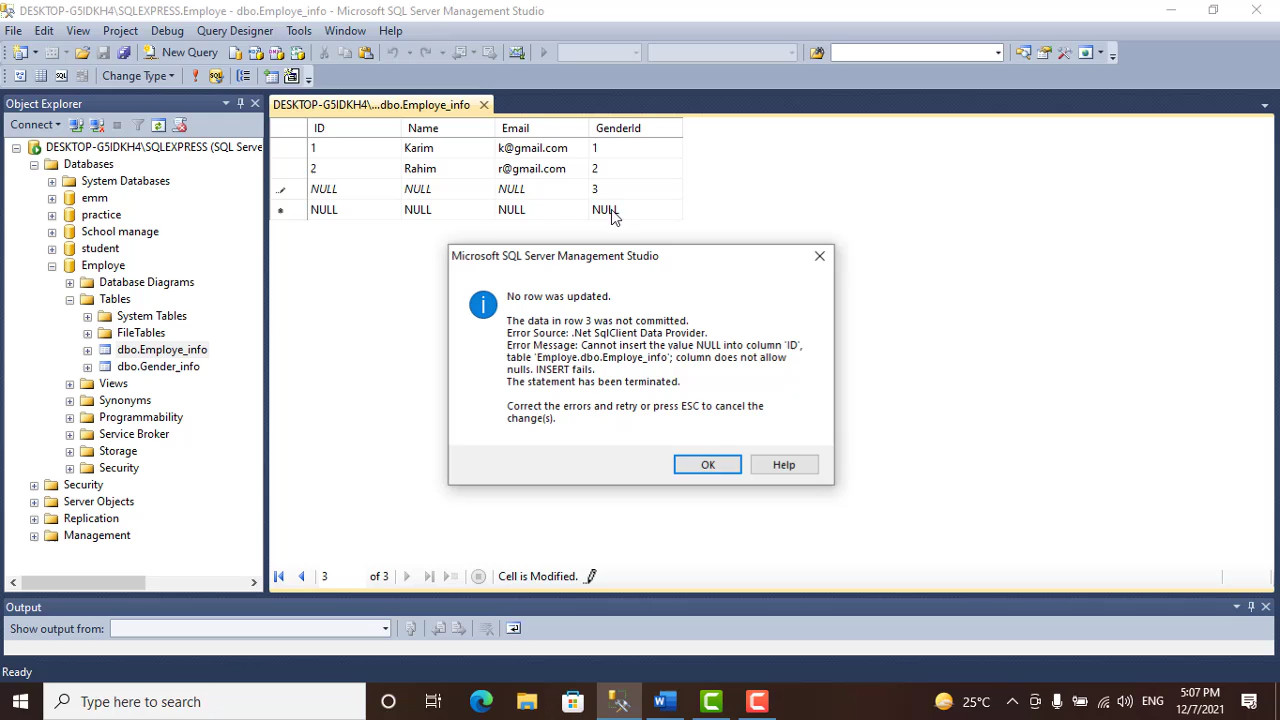 DESKTOP-G5IDKH4\SQLEXPRESS.Employe - dbo.Employe_info - Microsoft SQL Server Management Studio
File Edit View Project Debug Query Designer Tools Window Help
New Query
Change Type
Object Explorer
Connect
DESKTOP-G5IDKH4\SQLEXPRESS (SQL Serve
Databases
System Databases
emm
practice
School manage
student
Employe
Database Diagrams
Tables
System Tables
FileTables
dbo.Employe_info
dbo.Gender_info
Views
Synonyms
Programmability
Service Broker
Storage
Security
Security
Server Objects
Replication
Management
DESKTOP-G5IDKH4\...dbo.Employe_info
ID Name Email GenderId
1 Karim k@gmail.com 1
2 Rahim r@gmail.com 2
NULL NULL NULL 3
NULL NULL NULL NULL
Microsoft SQL Server Management Studio
No row was updated.
The data in row 3 was not committed.
Error Source: .Net SqlClient Data Provider.
Error Message: Cannot insert the value NULL into column 'ID',
table 'Employe.dbo.Employe_info'; column does not allow
nulls. INSERT fails.
The statement has been terminated.
Correct the errors and retry or press ESC to cancel the
change(s).
OK Help
3 of 3 Cell is Modified.
Output
Show output from:
Ready
Type here to search
25°C
ENG
5:07 PM
12/7/2021